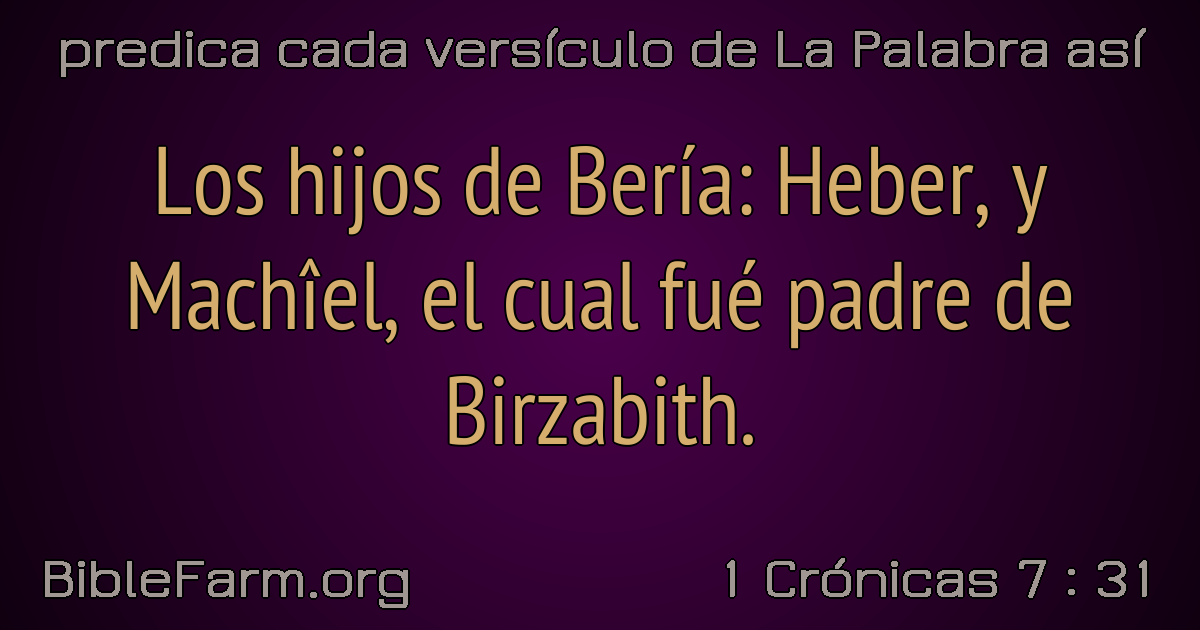 predica cada versículo de La Palabra así
Los hijos de Bería: Heber, y
Machîel, el cual fué padre de
Birzabith.
BibleFarm.org
1 Crónicas 7 : 31